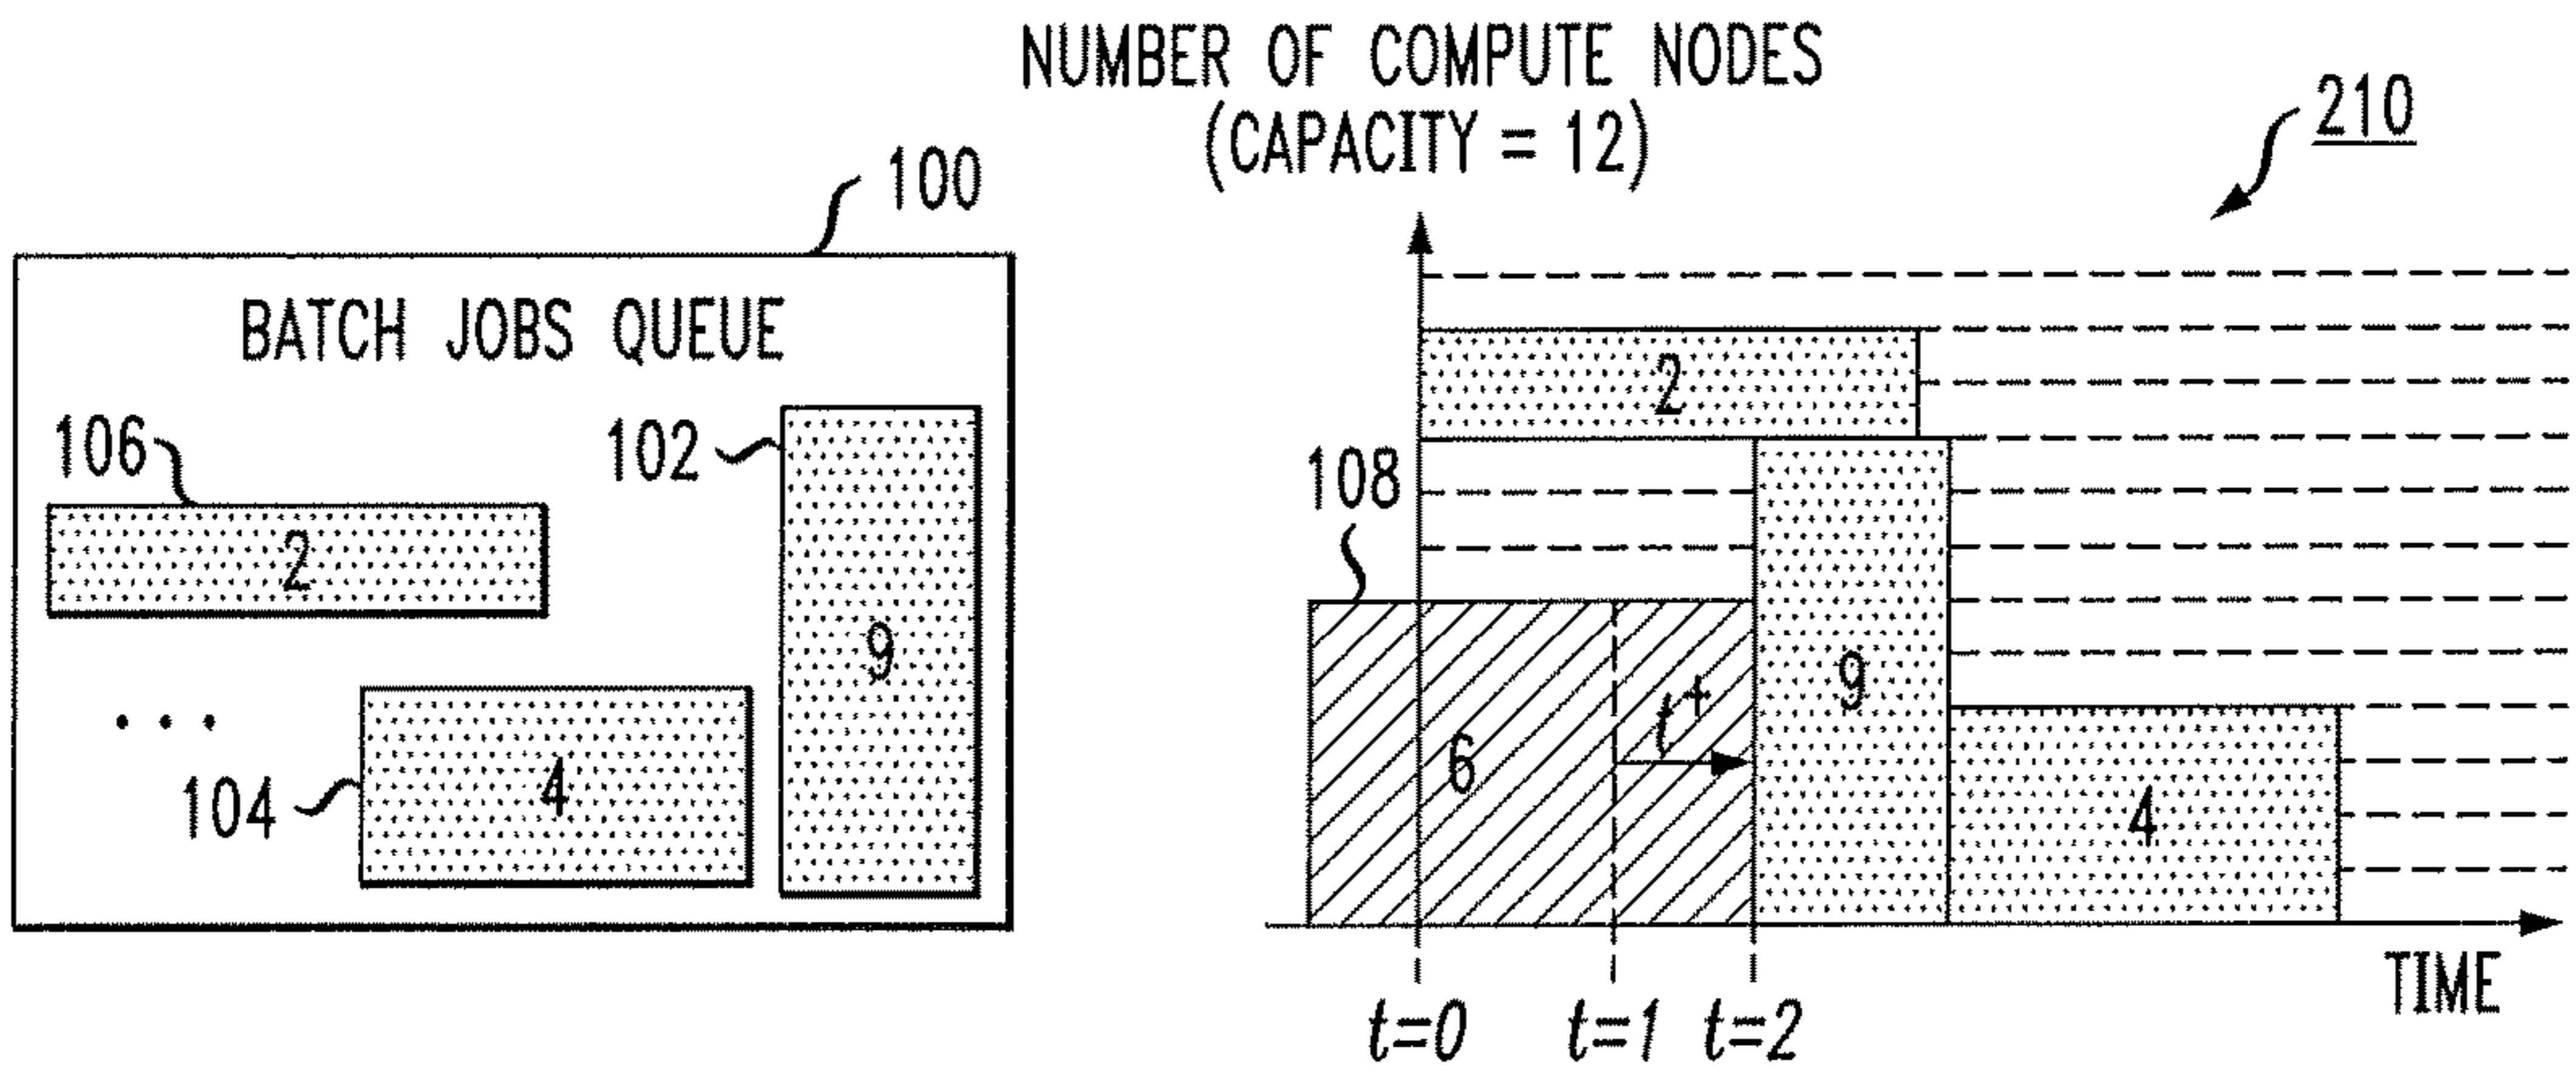 NUMBER OF COMPUTE NODES
(CAPACITY = 12)
210
100
BATCH JOBS QUEUE
106
2
102
9
104
4
. . .
108
2
6
t+
9
4
t=0
t=1
t=2
TIME